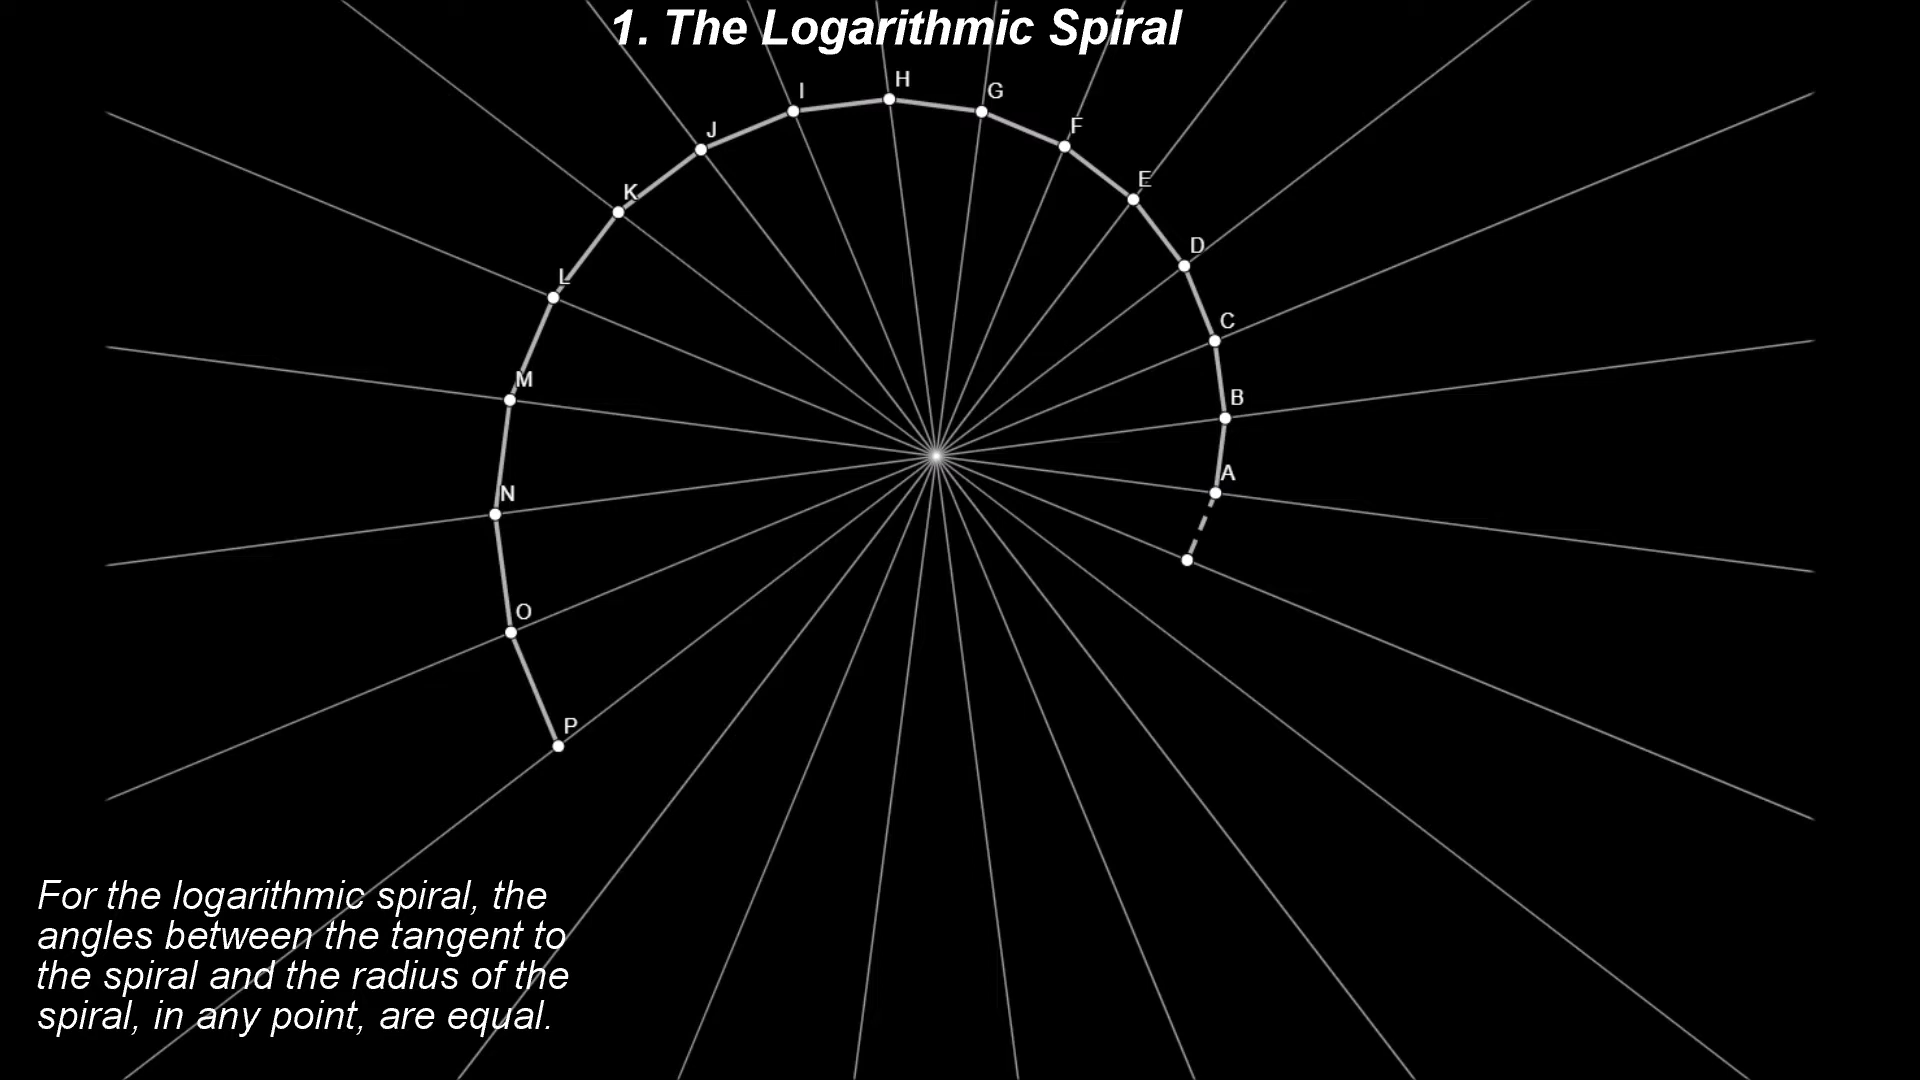 1. The Logarithmic Spiral
H
I
G
F
J
E
K
D
L
C
M
B
A
N
O
P
For the logarithmic spiral, the
angles between the tangent to
the spiral and the radius of the
spiral, in any point, are equal.